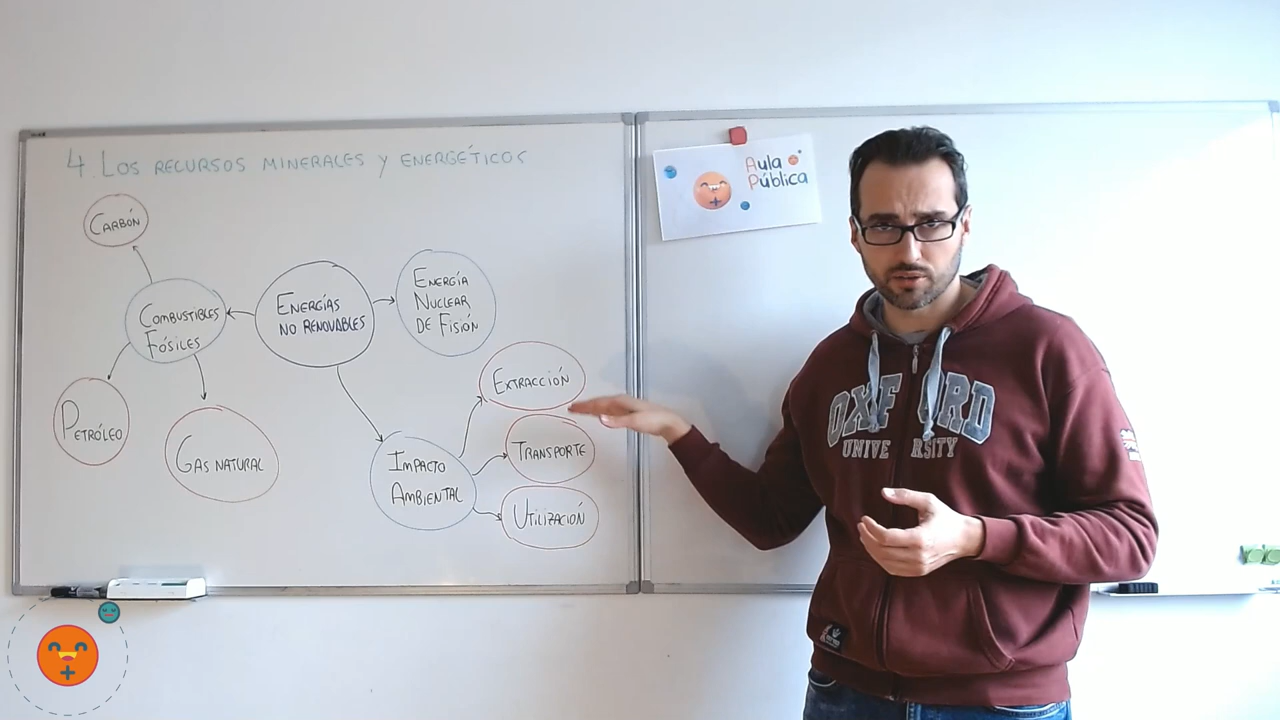 4. LOS RECURSOS MINERALES Y ENERGÉTICOS
CARBÓN
COMBUSTIBLES
FÓSILES
ENERGÍAS
NO RENOVABLES
ENERGÍA
NUCLEAR
DE FISIÓN
PETRÓLEO
GAS NATURAL
IMPACTO
AMBIENTAL
EXTRACCIÓN
TRANSPORTE
UTILIZACIÓN
Aula
Pública
OXFORD
UNIVERSITY